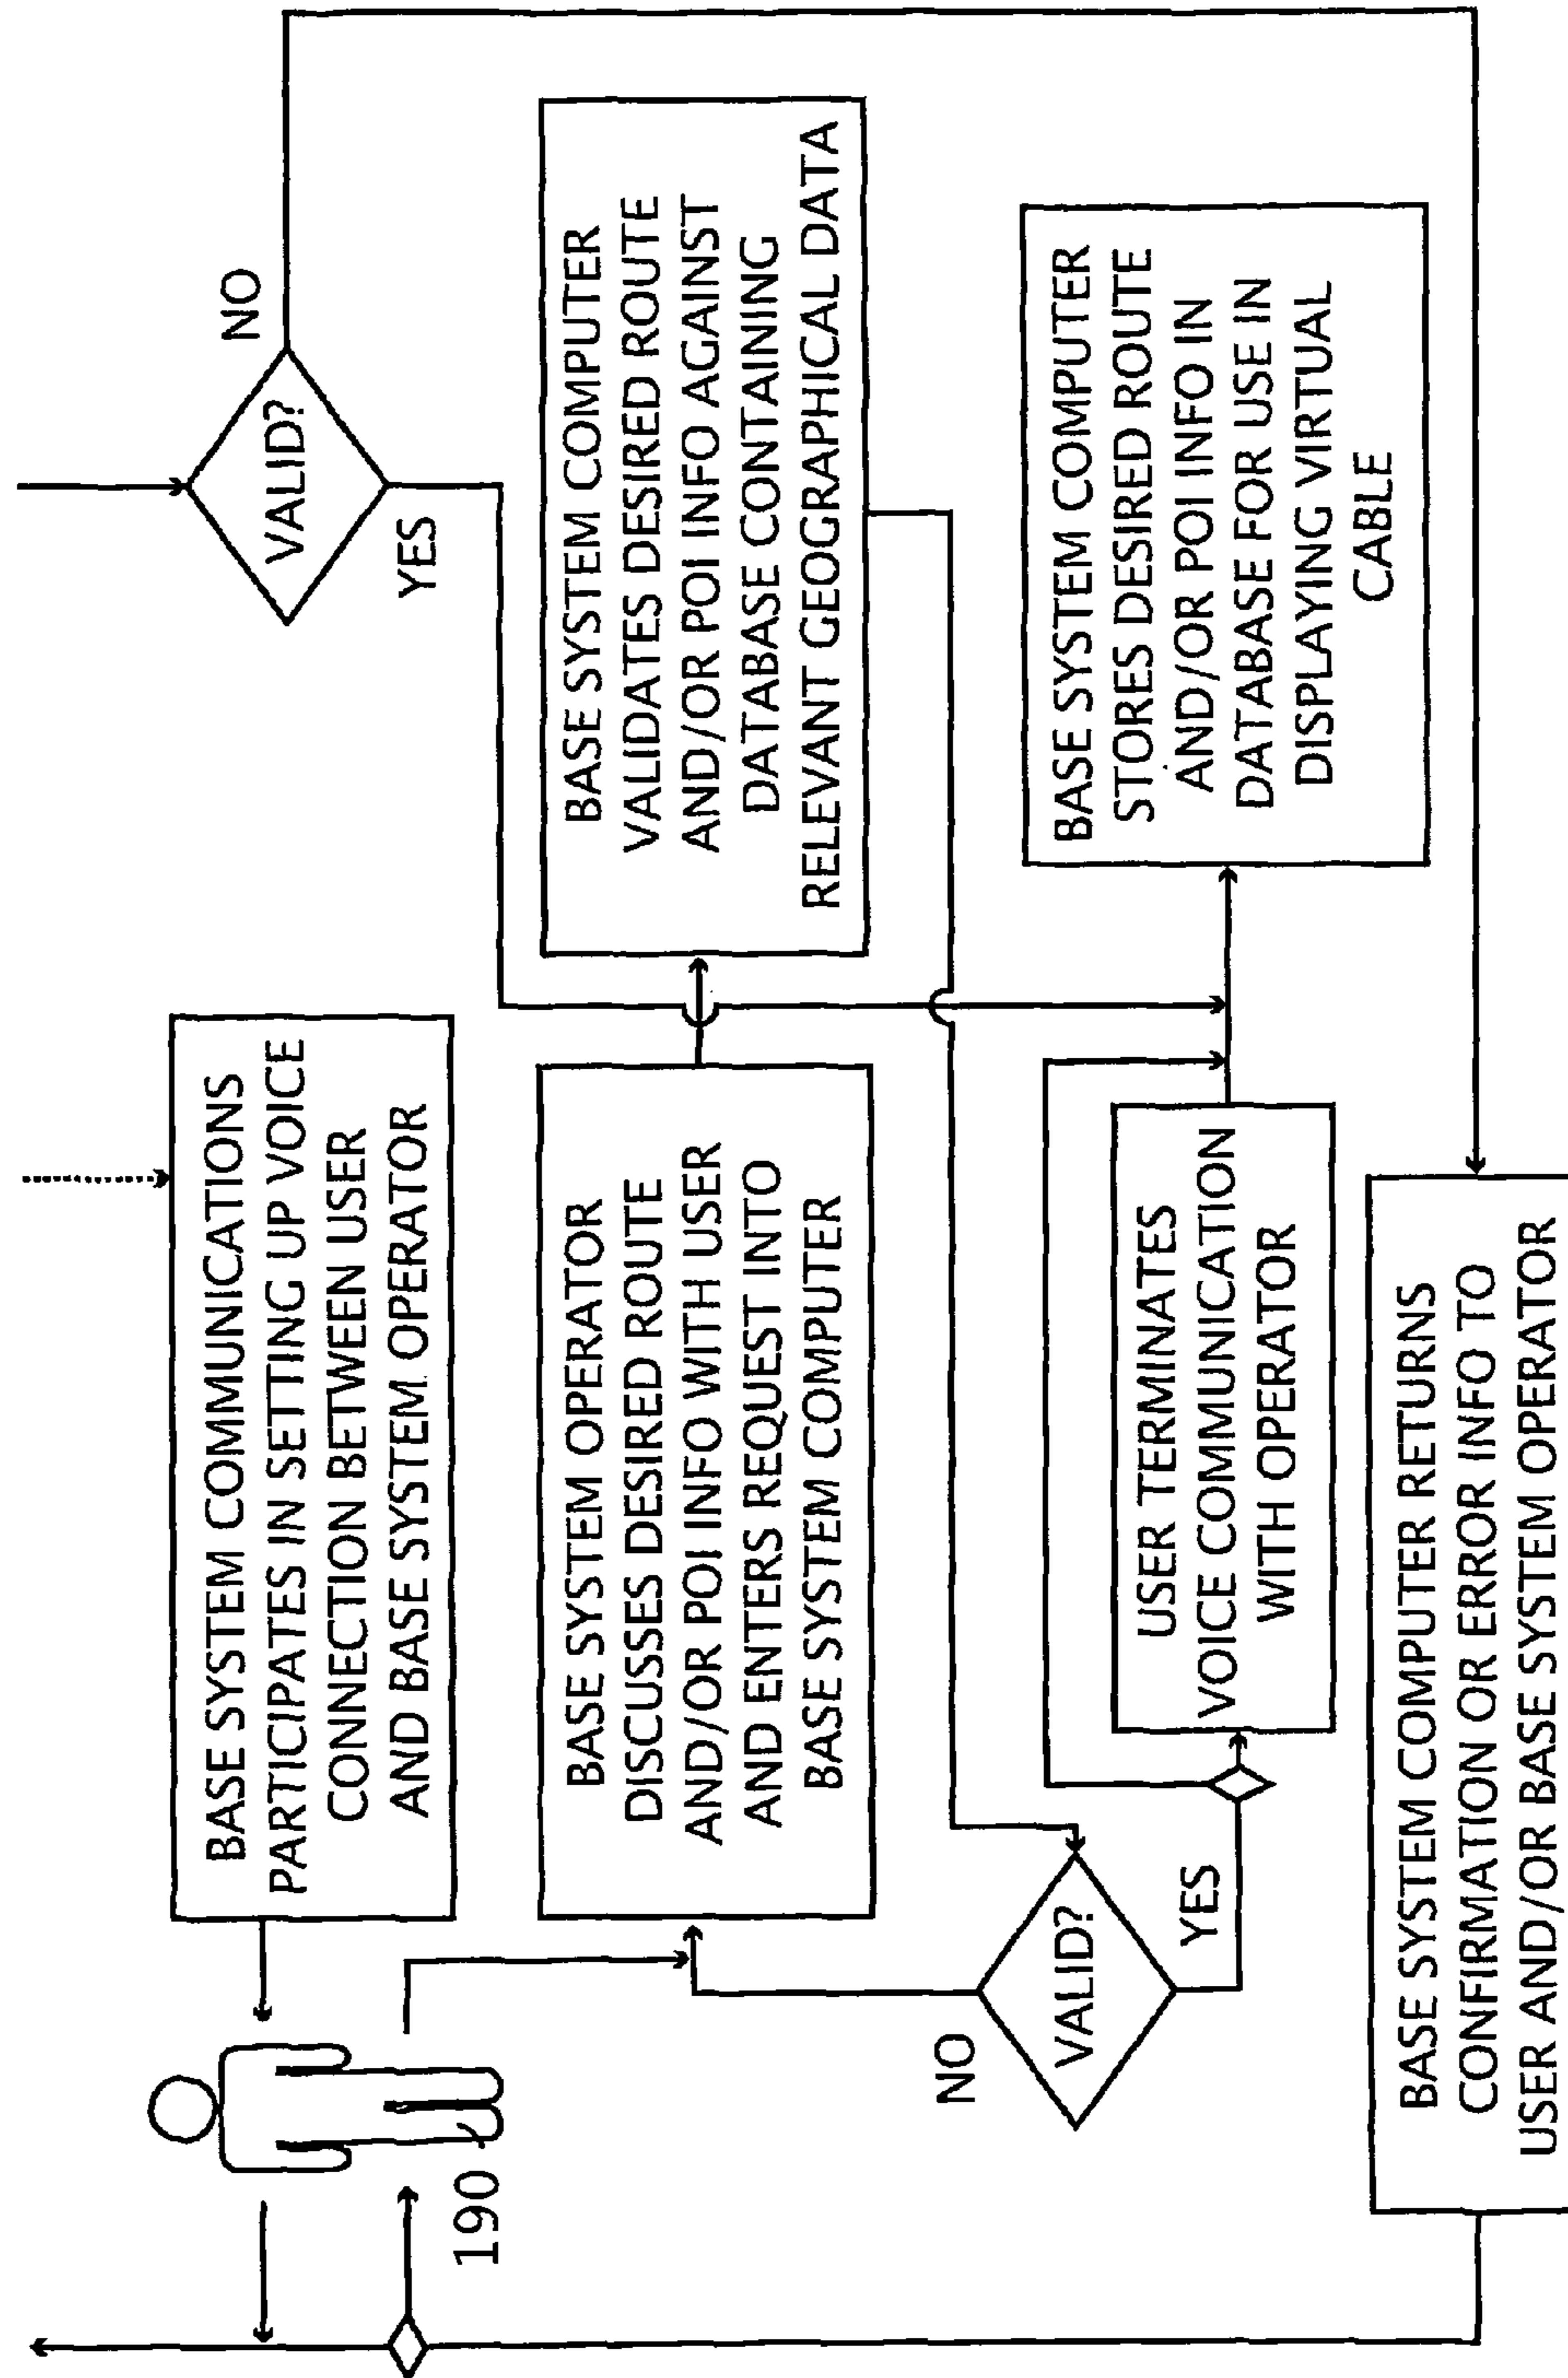 BASE SYSTEM COMMUNICATIONS
PARTICIPATES IN SETTING UP VOICE
CONNECTION BETWEEN USER
AND BASE SYSTEM OPERATOR
VALID?
NO
YES
190
BASE SYSTEM OPERATOR
DISCUSSES DESIRED ROUTE
AND/OR POI INFO WITH USER
AND ENTERS REQUEST INTO
BASE SYSTEM COMPUTER
BASE SYSTEM COMPUTER
VALIDATES DESIRED ROUTE
AND/OR POI INFO AGAINST
DATABASE CONTAINING
RELEVANT GEOGRAPHICAL DATA
NO
VALID?
YES
USER TERMINATES
VOICE COMMUNICATION
WITH OPERATOR
BASE SYSTEM COMPUTER
STORES DESIRED ROUTE
AND/OR POI INFO IN
DATABASE FOR USE IN
DISPLAYING VIRTUAL
CABLE
BASE SYSTEM COMPUTER RETURNS
CONFIRMATION OR ERROR INFO TO
USER AND/OR BASE SYSTEM OPERATOR